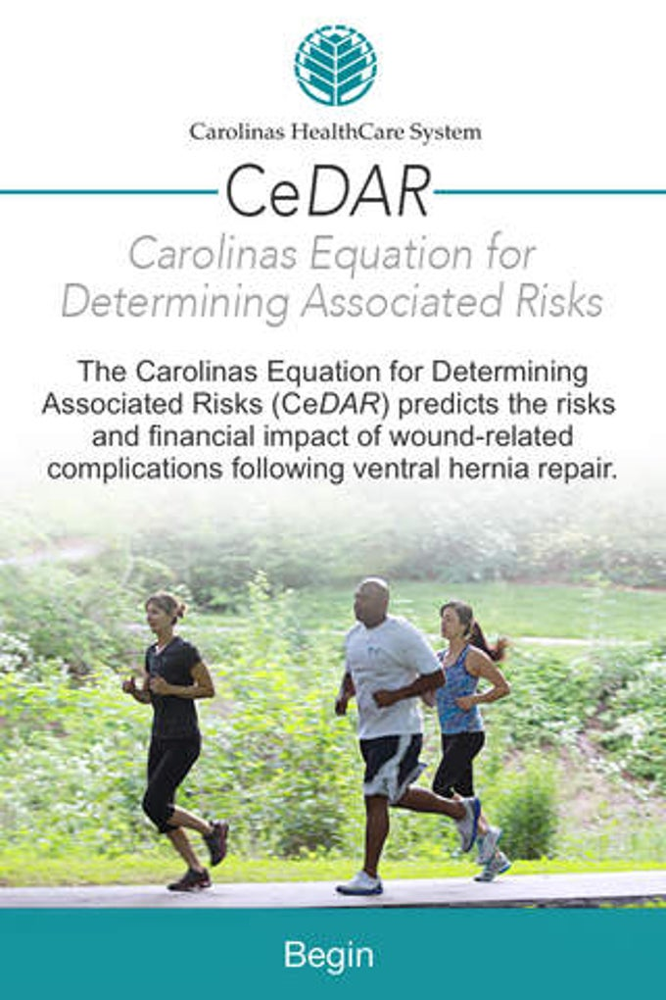 Carolinas HealthCare System
CeDAR
Carolinas Equation for
Determining Associated Risks
The Carolinas Equation for Determining
Associated Risks (CeDAR) predicts the risks
and financial impact of wound-related
complications following ventral hernia repair.
Begin